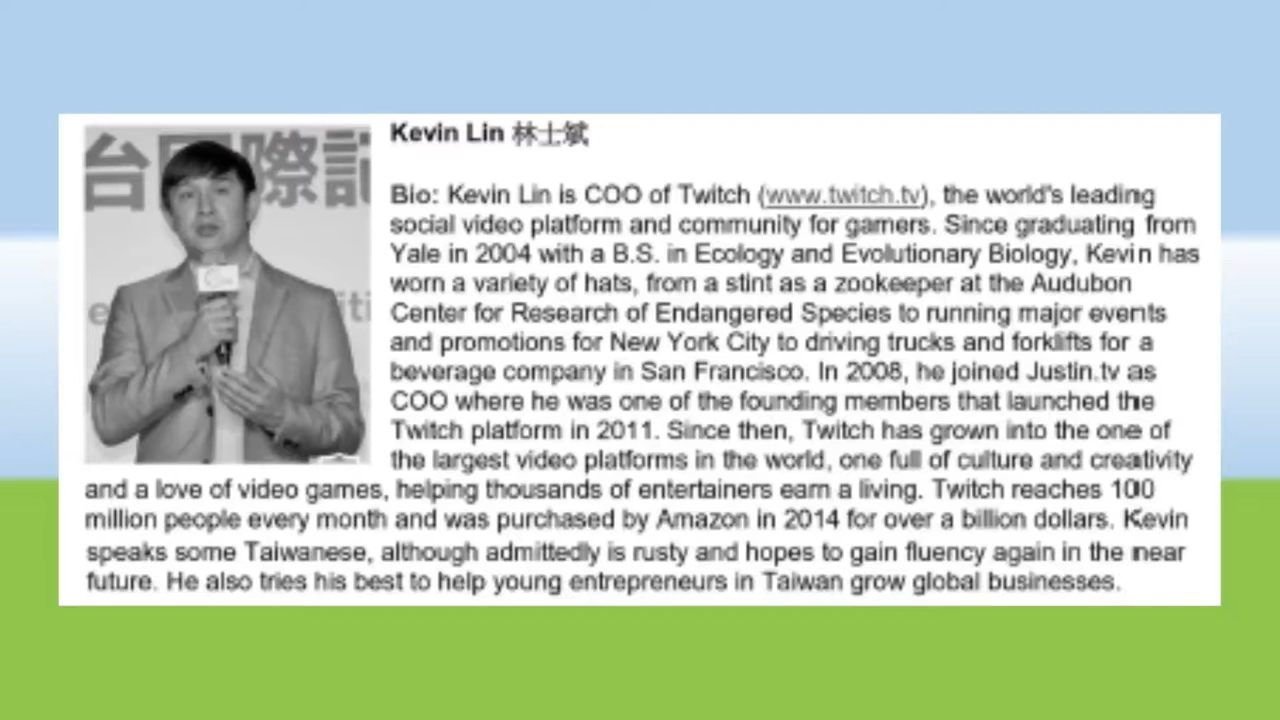 台國際記
Kevin Lin 林士斌
Bio: Kevin Lin is COO of Twitch (www.twitch.tv), the world's leading
social video platform and community for gamers. Since graduating from
Yale in 2004 with a B.S. in Ecology and Evolutionary Biology, Kevin has
worn a variety of hats, from a stint as a zookeeper at the Audubon
Center for Research of Endangered Species to running major events
and promotions for New York City to driving trucks and forklifts for a
beverage company in San Francisco. In 2008, he joined Justin.tv as
COO where he was one of the founding members that launched the
Twitch platform in 2011. Since then, Twitch has grown into the one of
the largest video platforms in the world, one full of culture and creativity
and a love of video games, helping thousands of entertainers earn a living. Twitch reaches 100
million people every month and was purchased by Amazon in 2014 for over a billion dollars. Kevin
speaks some Taiwanese, although admittedly is rusty and hopes to gain fluency again in the near
future. He also tries his best to help young entrepreneurs in Taiwan grow global businesses.